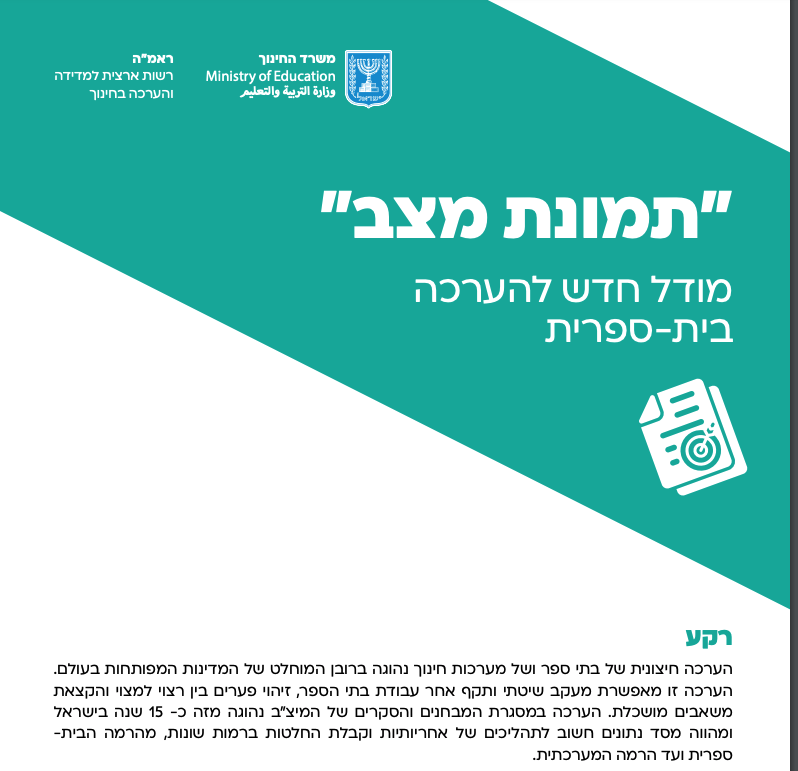 משרד החינוך
Ministry of Education
وزارة التربية والتعليم
ראמ"ה
רשות ארצית למדידה
והערכה בחינוך
"תמונת מצב"
מודל חדש להערכה
בית-ספרית
רקע
הערכה חיצונית של בתי ספר ושל מערכות חינוך נהוגה ברובן המוחלט של המדינות המפותחות בעולם.
הערכה זו מאפשרת מעקב שיטתי ותקף אחר עבודת בתי הספר, זיהוי פערים בין רצוי למצוי והקצאת
משאבים מושכלת. הערכה במסגרת המבחנים והסקרים של המיצ"ב נהוגה מזה כ- 15 שנה בישראל
ומהווה מסד נתונים חשוב לתהליכים של אחריותיות וקבלת החלטות ברמות שונות, מהרמה הבית-
ספרית ועד הרמה המערכתית.